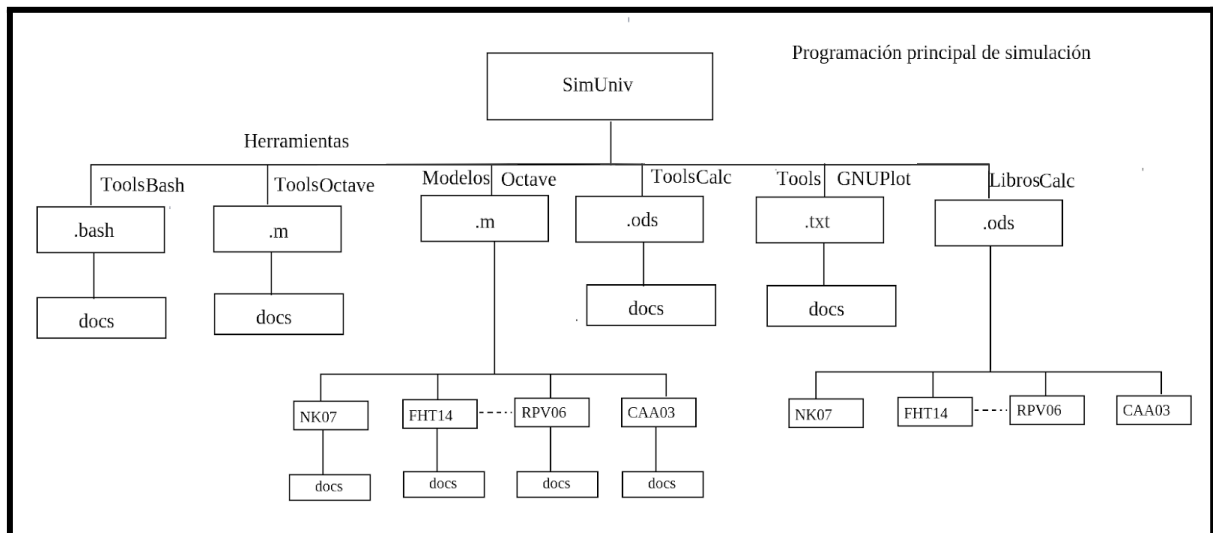 Programación principal de simulación
SimUniv
Herramientas
ToolsBash
ToolsOctave
Modelos Octave
ToolsCalc
Tools GNUPlot
LibrosCalc
.bash
.m
.m
.ods
.txt
.ods
docs
docs
docs
docs
NK07
FHT14
RPV06
CAA03
NK07
FHT14
RPV06
CAA03
docs
docs
docs
docs